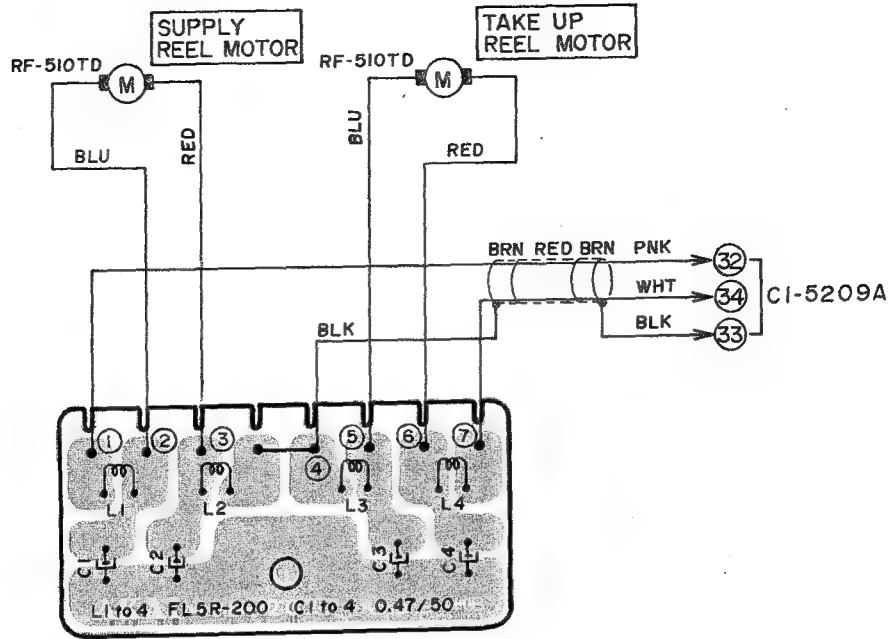 SUPPLY
REEL MOTOR
TAKE UP
REEL MOTOR
RF-510TD
M
RF-510TD
M
BLU
RED
BLU
RED
BRN RED BRN PNK
32
WHT
34
C1-5209A
BLK
BLK
33
1 2 3 4 5 6 7
L1 L2 L3 L4
C1 C2 C3 C4
L1 to 4 FL5R-200 C1 to 4 0.47/50